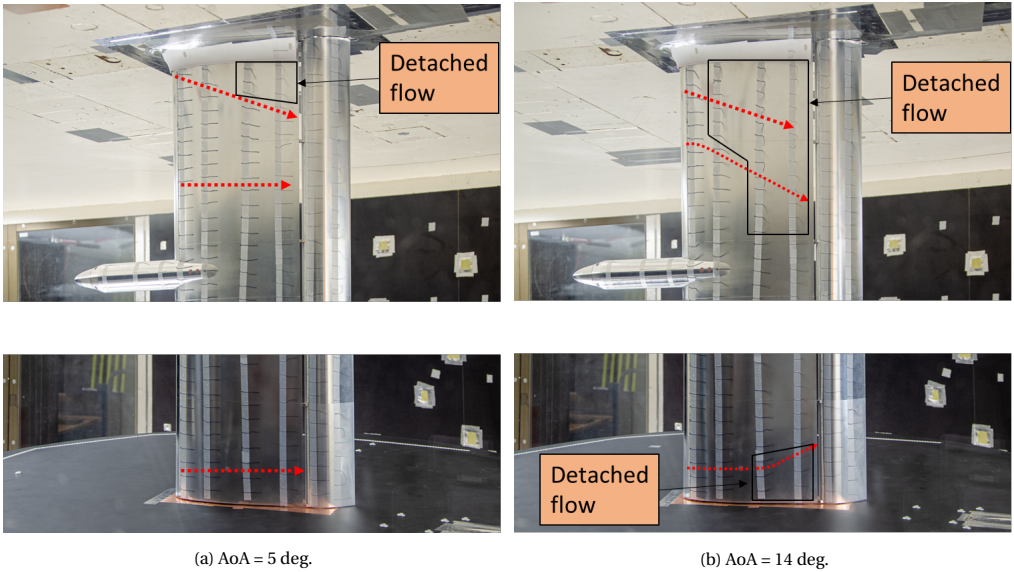 Detached
flow
Detached
flow
Detached
flow
(a) AoA = 5 deg.
(b) AoA = 14 deg.